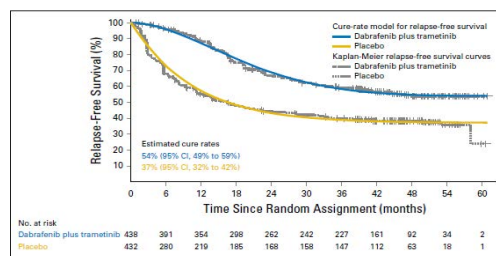 Relapse-Free Survival (%)
100
90
80
70
60
50
40
30
20
10
Cure-rate model for relapse-free survival
Dabrafenib plus trametinib
Placebo
Kaplan-Meier relapse-free survival curves
Dabrafenib plus trametinib
Placebo
Estimated cure rates
54% (95% CI, 49% to 59%)
37% (95% CI, 32% to 42%)
0 6 12 18 24 30 36 42 48 54 60
Time Since Random Assignment (months)
No. at risk
Dabrafenib plus trametinib 438 391 354 298 262 242 227 161 92 34 2
Placebo 432 280 219 185 168 158 147 112 63 18 1